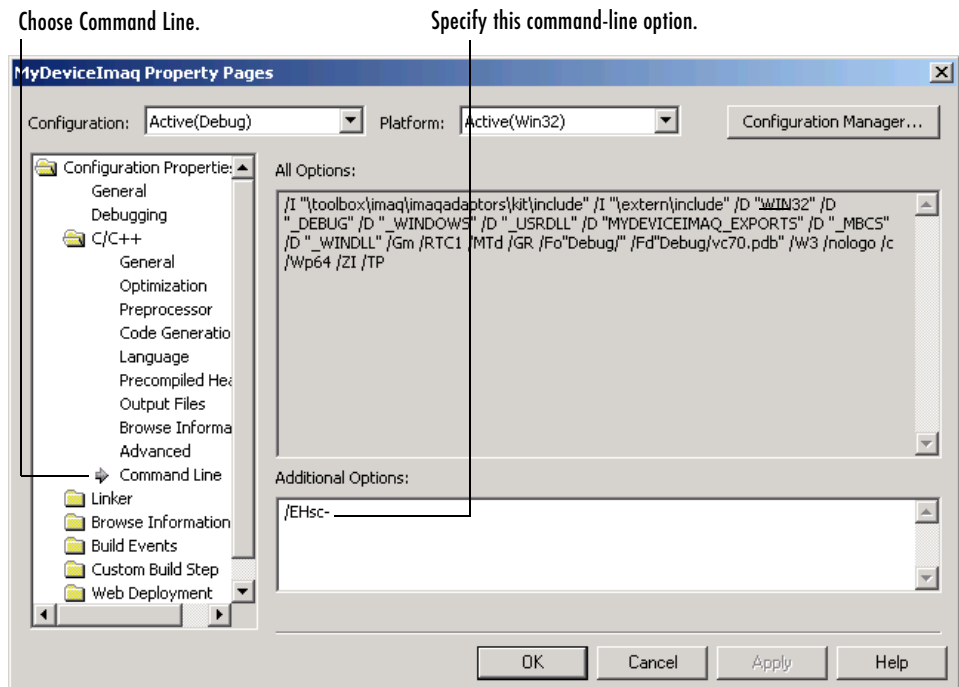 Choose Command Line.
Specify this command-line option.
MyDeviceImaq Property Pages
Configuration:
Active(Debug)
Platform:
Active(Win32)
Configuration Manager...
Configuration Propertie
General
Debugging
C/C++
General
Optimization
Preprocessor
Code Generatio
Language
Precompiled Hea
Output Files
Browse Informa
Advanced
Command Line
Linker
Browse Information
Build Events
Custom Build Step
Web Deployment
All Options:
/I "\toolbox\imaq\imaqadaptors\kit\include" /I "\extern\include" /D "WIN32" /D
"_DEBUG" /D "_WINDOWS" /D "_USRDLL" /D "MYDEVICEIMAQ_EXPORTS" /D "_MBCS"
/D "_WINDLL" /Gm /RTC1 /MTd /GR /Fo"Debug/" /Fd"Debug/vc70.pdb" /W3 /nologo /c
/Wp64 /ZI /TP
Additional Options:
/EHsc-
OK
Cancel
Apply
Help